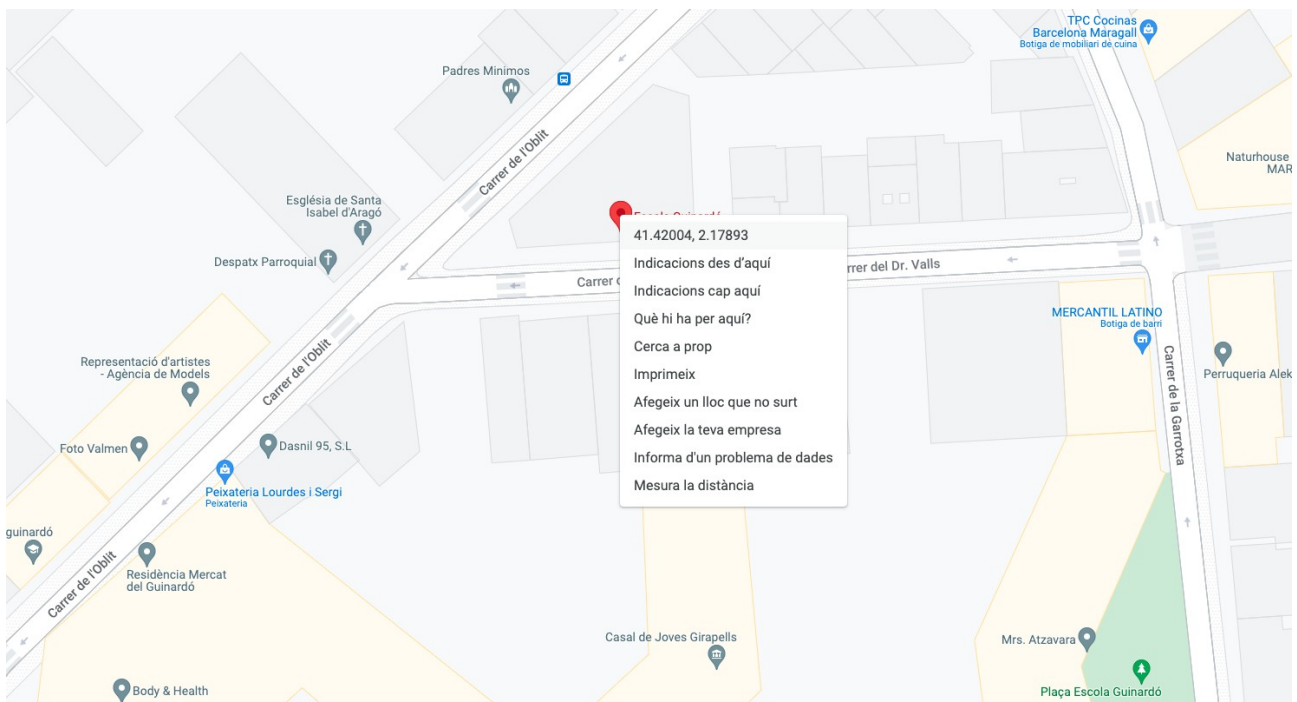 TPC Cocinas
Barcelona Maragall
Botiga de mobiliari de cuina
Padres Minimos
Carrer de l'Oblit
Naturhouse
MAR
Església de Santa
Isabel d'Aragó
Escola Guinardó
41.42004, 2.17893
Despatx Parroquial
Indicacions des d'aquí
Carrer del Dr. Valls
Carrer
Indicacions cap aquí
Què hi ha per aquí?
MERCANTIL LATINO
Botiga de barri
Cerca a prop
Representació d'artistes
- Agència de Models
Carrer de l'Oblit
Imprimeix
Perruqueria Alek
Carrer de la Garrotxa
Afegeix un lloc que no surt
Afegeix la teva empresa
Foto Valmen
Dasnil 95, S.L
Informa d'un problema de dades
Mesura la distància
Peixateria Lourdes i Sergi
Peixateria
guinardó
Carrer de l'Oblit
Residència Mercat
del Guinardó
Casal de Joves Girapells
Mrs. Atzavara
Body & Health
Plaça Escola Guinardó